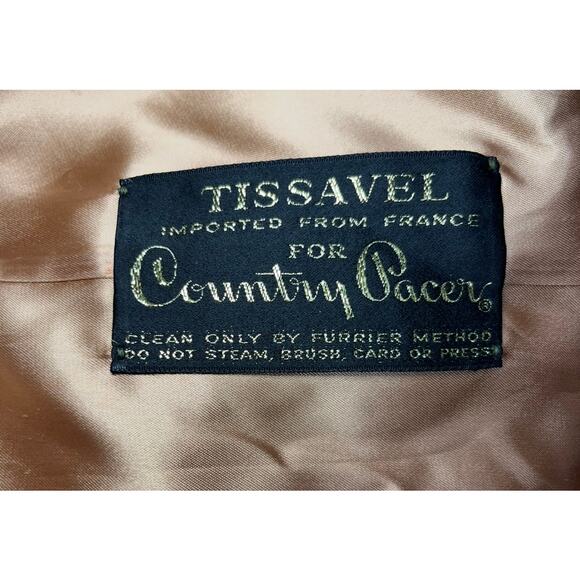 TISSAVEL
IMPORTED FROM FRANCE
FOR
Country Pacer®
CLEAN ONLY BY FURRIER METHOD
DO NOT STEAM, BRUSH, CARD OR PRESS